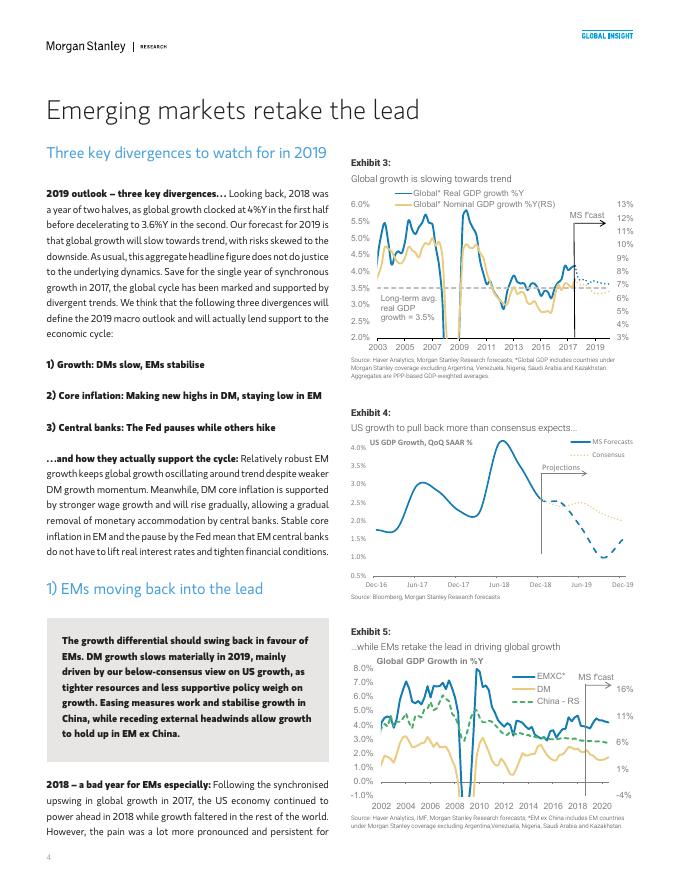 Morgan Stanley | RESEARCH
GLOBAL INSIGHT
Emerging markets retake the lead
Three key divergences to watch for in 2019
2019 outlook – three key divergences… Looking back, 2018 was
a year of two halves, as global growth clocked at 4%Y in the first half
before decelerating to 3.6%Y in the second. Our forecast for 2019 is
that global growth will slow towards trend, with risks skewed to the
downside. As usual, this aggregate headline figure does not do justice
to the underlying dynamics. Save for the single year of synchronous
growth in 2017, the global cycle has been marked and supported by
divergent trends. We think that the following three divergences will
define the 2019 macro outlook and will actually lend support to the
economic cycle:
1) Growth: DMs slow, EMs stabilise
2) Core inflation: Making new highs in DM, staying low in EM
3) Central banks: The Fed pauses while others hike
…and how they actually support the cycle: Relatively robust EM
growth keeps global growth oscillating around trend despite weaker
DM growth momentum. Meanwhile, DM core inflation is supported
by stronger wage growth and will rise gradually, allowing a gradual
removal of monetary accommodation by central banks. Stable core
inflation in EM and the pause by the Fed mean that EM central banks
do not have to lift real interest rates and tighten financial conditions.
1) EMs moving back into the lead
The growth differential should swing back in favour of
EMs. DM growth slows materially in 2019, mainly
driven by our below-consensus view on US growth, as
tighter resources and less supportive policy weigh on
growth. Easing measures work and stabilise growth in
China, while receding external headwinds allow growth
to hold up in EM ex China.
2018 – a bad year for EMs especially: Following the synchronised
upswing in global growth in 2017, the US economy continued to
power ahead in 2018 while growth faltered in the rest of the world.
However, the pain was a lot more pronounced and persistent for
Exhibit 3:
Global growth is slowing towards trend
Global* Real GDP growth %Y
Global* Nominal GDP growth %Y(RS)
MS f'cast
6.0%
5.5%
5.0%
4.5%
4.0%
3.5%
3.0%
2.5%
2.0%
13%
12%
11%
10%
9%
8%
7%
6%
5%
4%
3%
Long-term avg.
real GDP
growth = 3.5%
2003 2005 2007 2009 2011 2013 2015 2017 2019
Source: Haver Analytics, Morgan Stanley Research forecasts; *Global GDP includes countries under
Morgan Stanley coverage excluding Argentina, Venezuela, Nigeria, Saudi Arabia and Kazakhstan.
Aggregates are PPP-based GDP-weighted averages.
Exhibit 4:
US growth to pull back more than consensus expects…
US GDP Growth, QoQ SAAR %
MS Forecasts
Consensus
Projections
4.0%
3.5%
3.0%
2.5%
2.0%
1.5%
1.0%
0.5%
Dec-16 Jun-17 Dec-17 Jun-18 Dec-18 Jun-19 Dec-19
Source: Bloomberg, Morgan Stanley Research forecasts
Exhibit 5:
…while EMs retake the lead in driving global growth
Global GDP Growth in %Y
EMXC*
DM
China - RS
MS f'cast
8.0%
7.0%
6.0%
5.0%
4.0%
3.0%
2.0%
1.0%
0.0%
-1.0%
16%
11%
6%
1%
-4%
2002 2004 2006 2008 2010 2012 2014 2016 2018 2020
Source: Haver Analytics, IMF, Morgan Stanley Research forecasts; *EM ex China includes EM countries
under Morgan Stanley coverage excluding Argentina,Venezuela, Nigeria, Saudi Arabia and Kazakhstan.
4